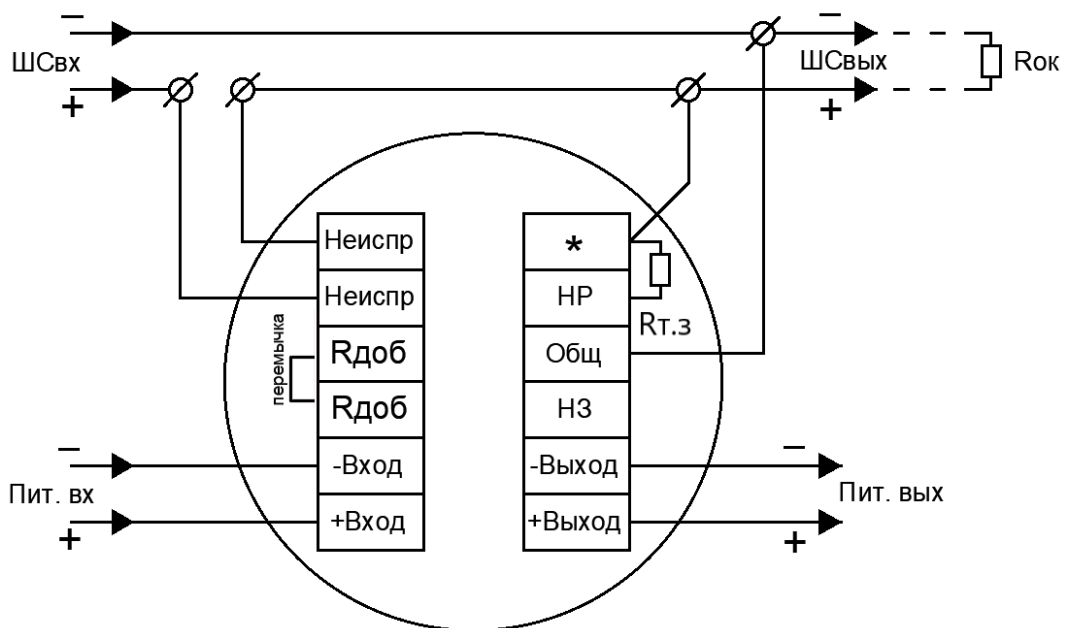 − −
ШСвх ШСвых Rок
+ +
Неиспр *
Неиспр НР
Rт.з
перемычка
Rдоб Общ
Rдоб НЗ
− −
-Вход -Выход
Пит. вх Пит. вых
+Вход +Выход
+ +